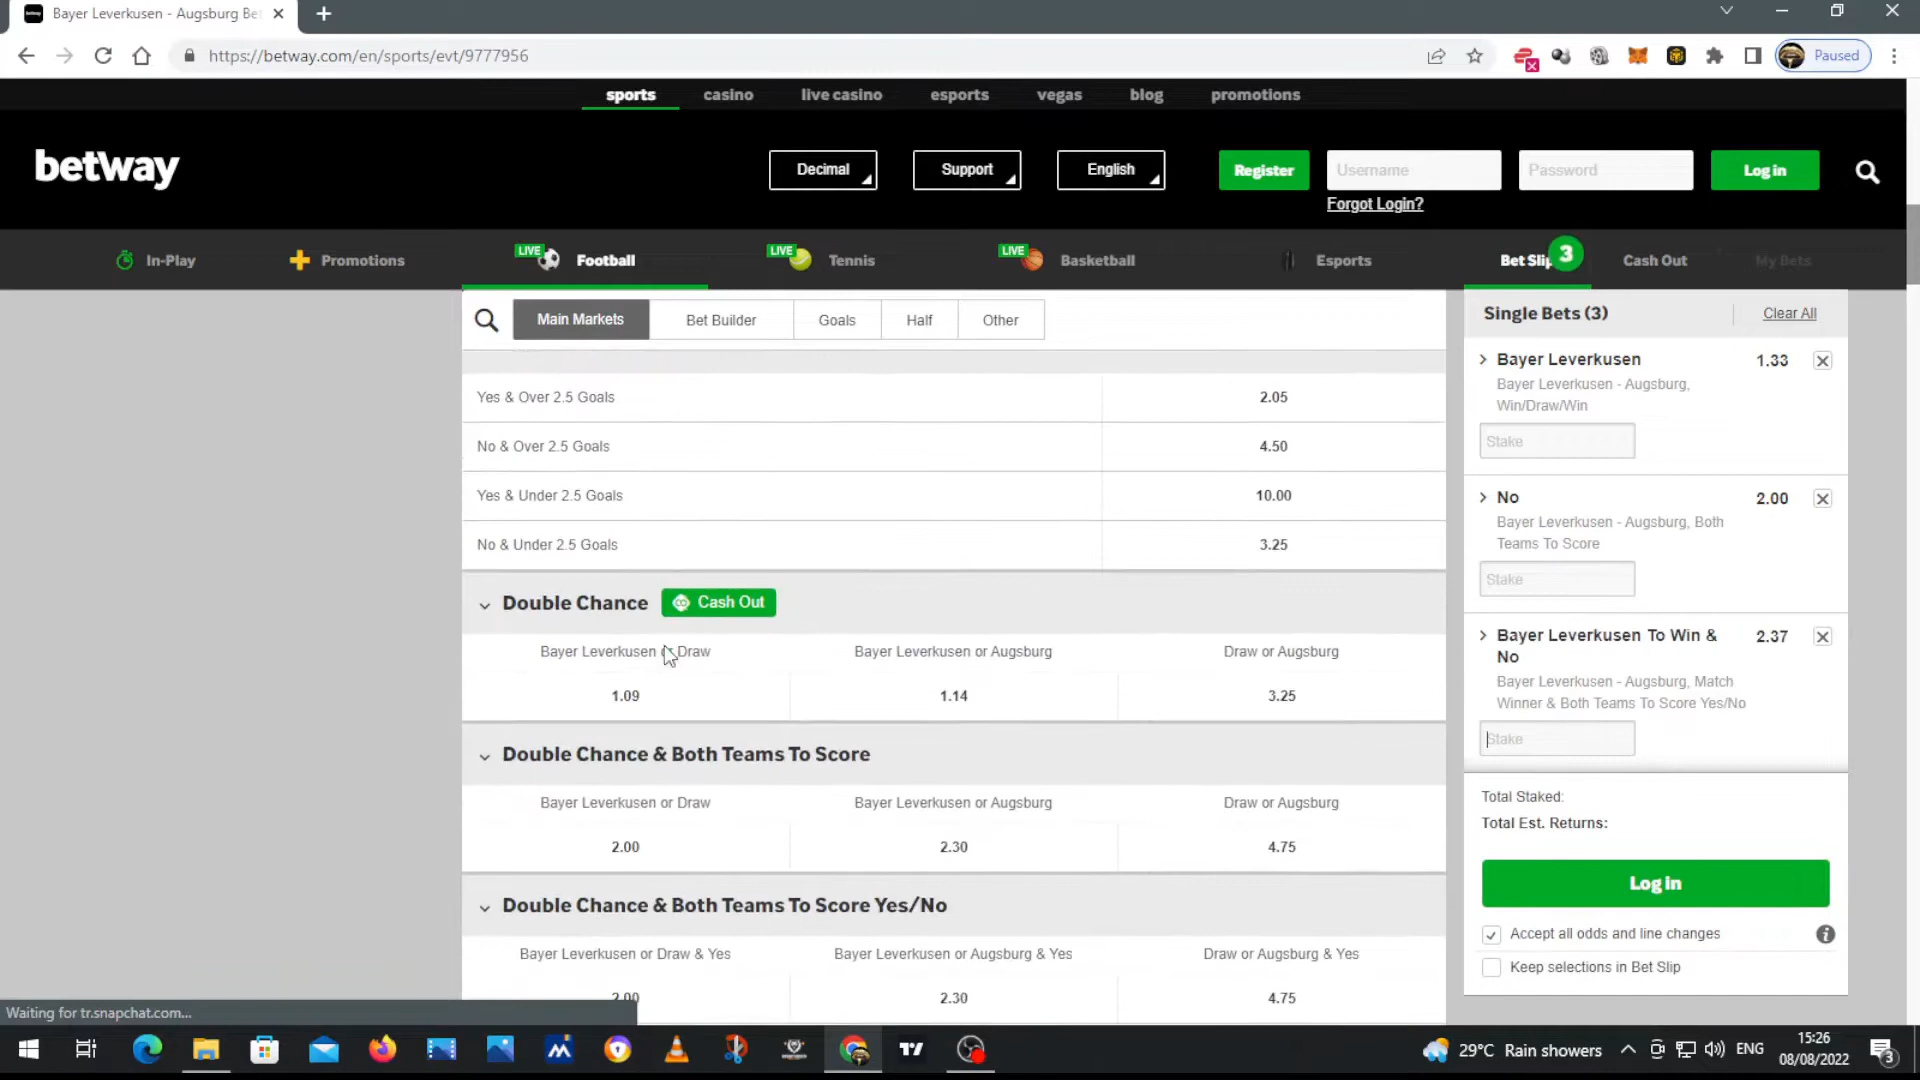 Bayer Leverkusen - Augsburg Be
https://betway.com/en/sports/evt/9777956
Paused
sports casino live casino esports vegas blog promotions
betway
Decimal
Support
English
Register
Username
Password
Log in
Forgot Login?
In-Play
Promotions
LIVE Football
LIVE Tennis
LIVE Basketball
Esports
Bet Slip 3
Cash Out
My Bets
Main Markets Bet Builder Goals Half Other
Yes & Over 2.5 Goals 2.05
No & Over 2.5 Goals 4.50
Yes & Under 2.5 Goals 10.00
No & Under 2.5 Goals 3.25
Double Chance Cash Out
Bayer Leverkusen or Draw Bayer Leverkusen or Augsburg Draw or Augsburg
1.09 1.14 3.25
Double Chance & Both Teams To Score
Bayer Leverkusen or Draw Bayer Leverkusen or Augsburg Draw or Augsburg
2.00 2.30 4.75
Double Chance & Both Teams To Score Yes/No
Bayer Leverkusen or Draw & Yes Bayer Leverkusen or Augsburg & Yes Draw or Augsburg & Yes
2.00 2.30 4.75
Single Bets (3) Clear All
Bayer Leverkusen 1.33
Bayer Leverkusen - Augsburg,
Win/Draw/Win
Stake
No 2.00
Bayer Leverkusen - Augsburg, Both
Teams To Score
Stake
Bayer Leverkusen To Win & 2.37
No
Bayer Leverkusen - Augsburg, Match
Winner & Both Teams To Score Yes/No
Stake
Total Staked:
Total Est. Returns:
Log in
Accept all odds and line changes
Keep selections in Bet Slip
Waiting for tr.snapchat.com...
29°C Rain showers
ENG
15:26
08/08/2022
3